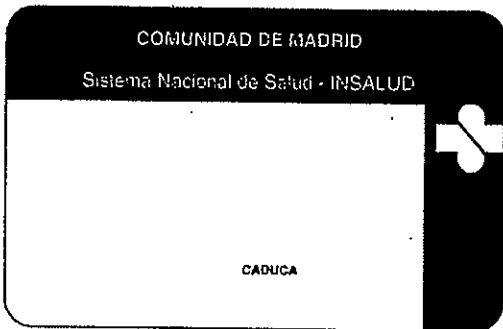 COMUNIDAD DE MADRID
Sistema Nacional de Salud - INSALUD
CADUCA